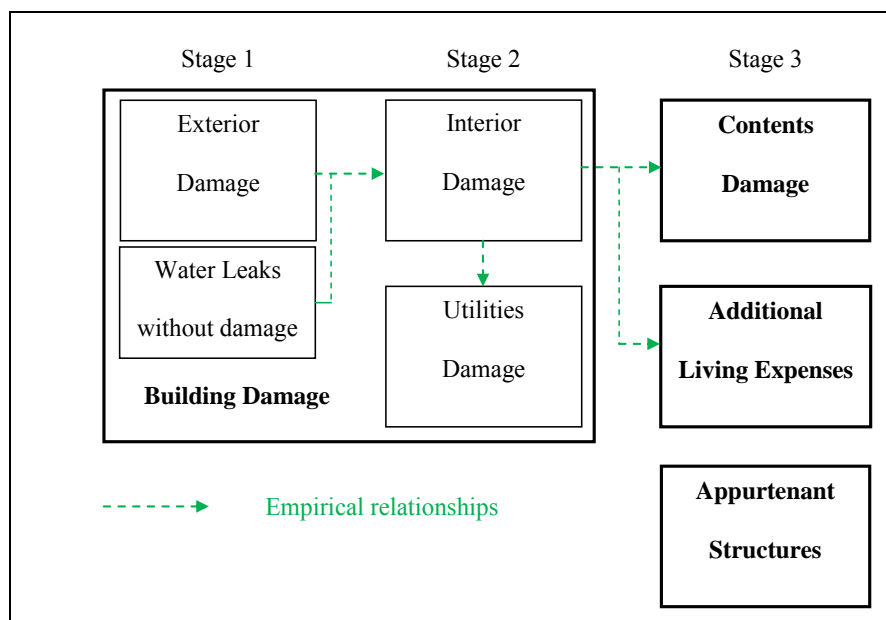 Stage 1
Stage 2
Stage 3
Exterior
Damage
Water Leaks
without damage
Building Damage
Interior
Damage
Utilities
Damage
Contents
Damage
Additional
Living Expenses
Appurtenant
Structures
Empirical relationships